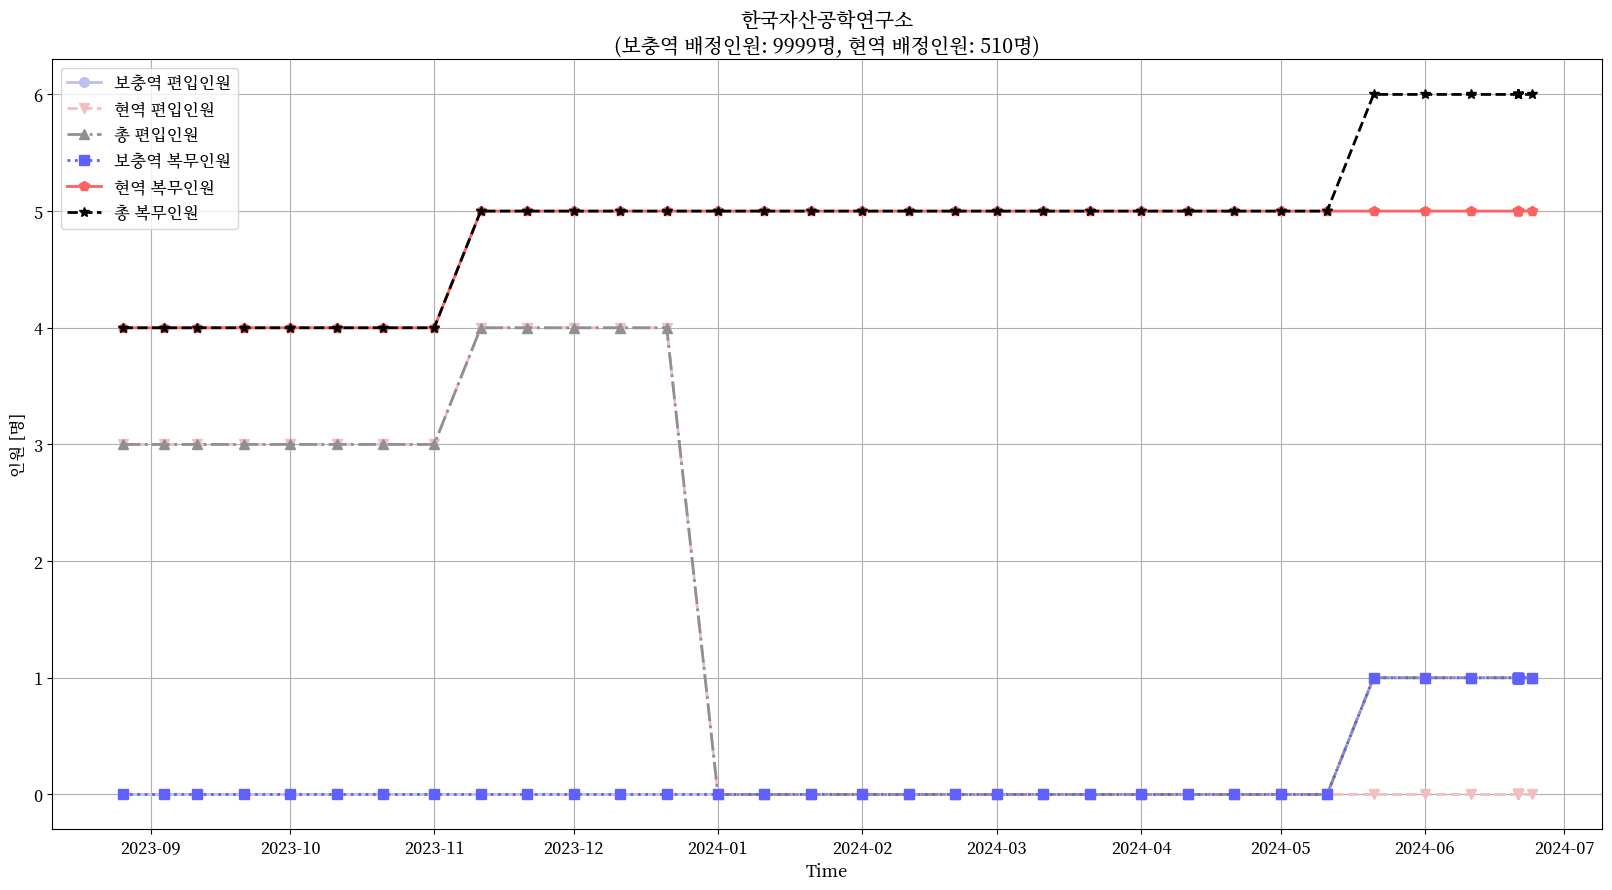 한국자산공학연구소
(보충역 배정인원: 9999명, 현역 배정인원: 510명)
보충역 편입인원
현역 편입인원
총 편입인원
보충역 복무인원
현역 복무인원
총 복무인원
6
5
4
3
2
1
0
인원 [명]
2023-09 2023-10 2023-11 2023-12 2024-01 2024-02 2024-03 2024-04 2024-05 2024-06 2024-07
Time